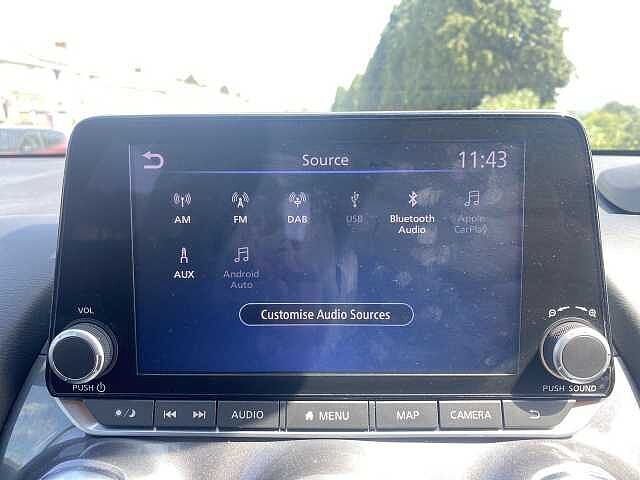 Source 11:43
AM FM DAB USB Bluetooth Audio Apple CarPlay
AUX Android Auto
Customise Audio Sources
VOL
PUSH
PUSH SOUND
AUDIO MENU MAP CAMERA